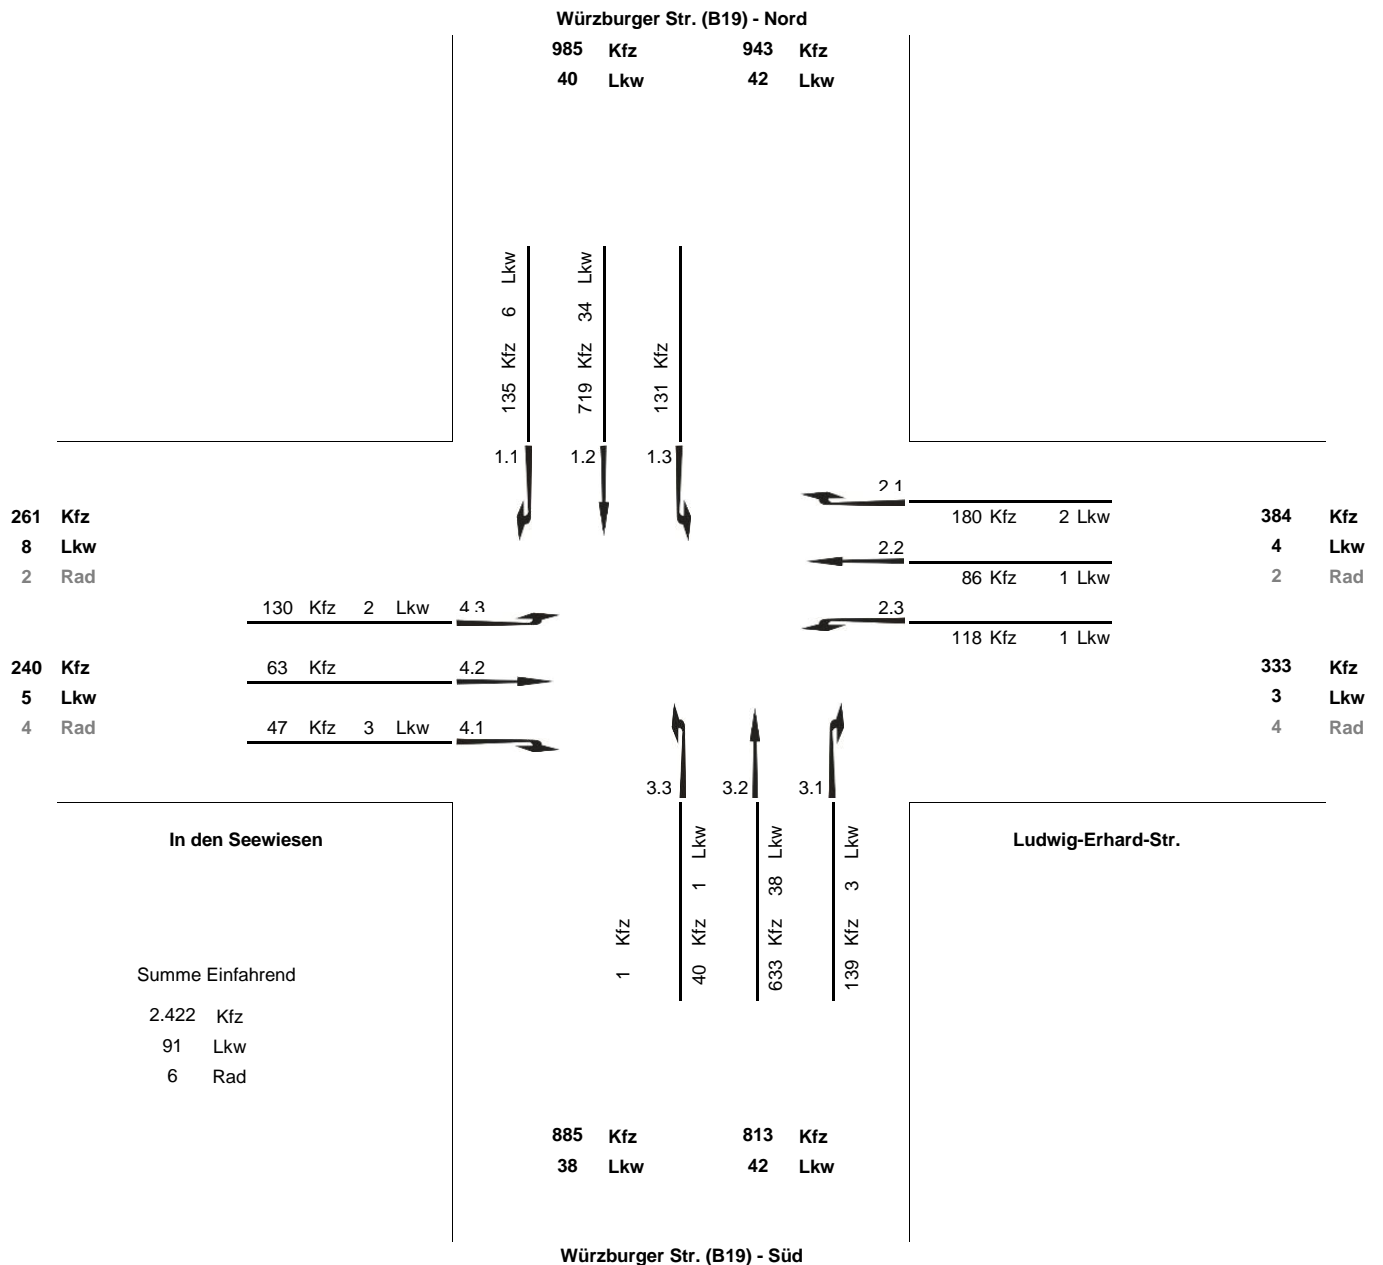 Würzburger Str. (B19) - Nord
985 Kfz 943 Kfz
40 Lkw 42 Lkw
135 Kfz 6 Lkw
719 Kfz 34 Lkw
131 Kfz
1.1 1.2 1.3
2.1
180 Kfz 2 Lkw
2.2
86 Kfz 1 Lkw
2.3
118 Kfz 1 Lkw
261 Kfz
8 Lkw
2 Rad
384 Kfz
4 Lkw
2 Rad
130 Kfz 2 Lkw 4.3
63 Kfz 4.2
47 Kfz 3 Lkw 4.1
240 Kfz
5 Lkw
4 Rad
333 Kfz
3 Lkw
4 Rad
3.3 3.2 3.1
1 Kfz
40 Kfz 1 Lkw
633 Kfz 38 Lkw
139 Kfz 3 Lkw
In den Seewiesen
Ludwig-Erhard-Str.
Summe Einfahrend
2.422 Kfz
91 Lkw
6 Rad
885 Kfz 813 Kfz
38 Lkw 42 Lkw
Würzburger Str. (B19) - Süd